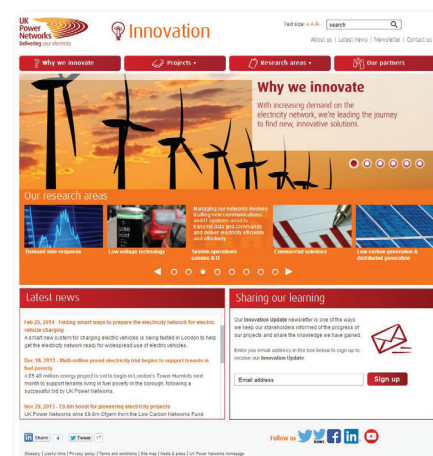 UK
Power
Networks
Delivering your electricity
Innovation
Text size: A A A
search
About us | Latest news | Newsletter | Contact us
Why we innovate
Projects
Research areas
Our partners
Why we innovate
With increasing demand on the
electricity network, we're leading the journey
to find new, innovative solutions
Our research areas
Managing our networks involves
trialling new communications
and IT systems used to
transmit data and commands
and deliver electricity efficiently
and effectively
Demand side response
Low voltage technology
System operations
comms & IT
Commercial solutions
Low carbon generation &
distributed generation
Latest news
Feb 25, 2014 - Finding smart ways to prepare the electricity network for electric
vehicle charging
A smart new system for charging electric vehicles is being tested in London to help
get the electricity network ready for widespread use of electric vehicles.
Dec 16, 2013 - Multi-million pound electricity trial begins to support tenants in
fuel poverty
A £5.49 million energy project is set to begin in London's Tower Hamlets next
month to support tenants living in fuel poverty in the borough, following a
successful bid by UK Power Networks.
Nov 29, 2013 - £9.8m boost for pioneering electricity projects
UK Power Networks wins £9.8m Ofgem from the Low Carbon Networks Fund
Sharing our learning
Our Innovation Update newsletter is one of the ways
we keep our stakeholders informed of the progress of
our projects and share the knowledge we have gained.
Enter you email address in the box below to sign up to
receive our Innovation Update.
Email address
Sign up
in Share 4
Tweet 17
Follow us
NEWS
in
Glossary | Useful links | Privacy policy | Terms and conditions | Site map | Media & press | UK Power Networks homepage